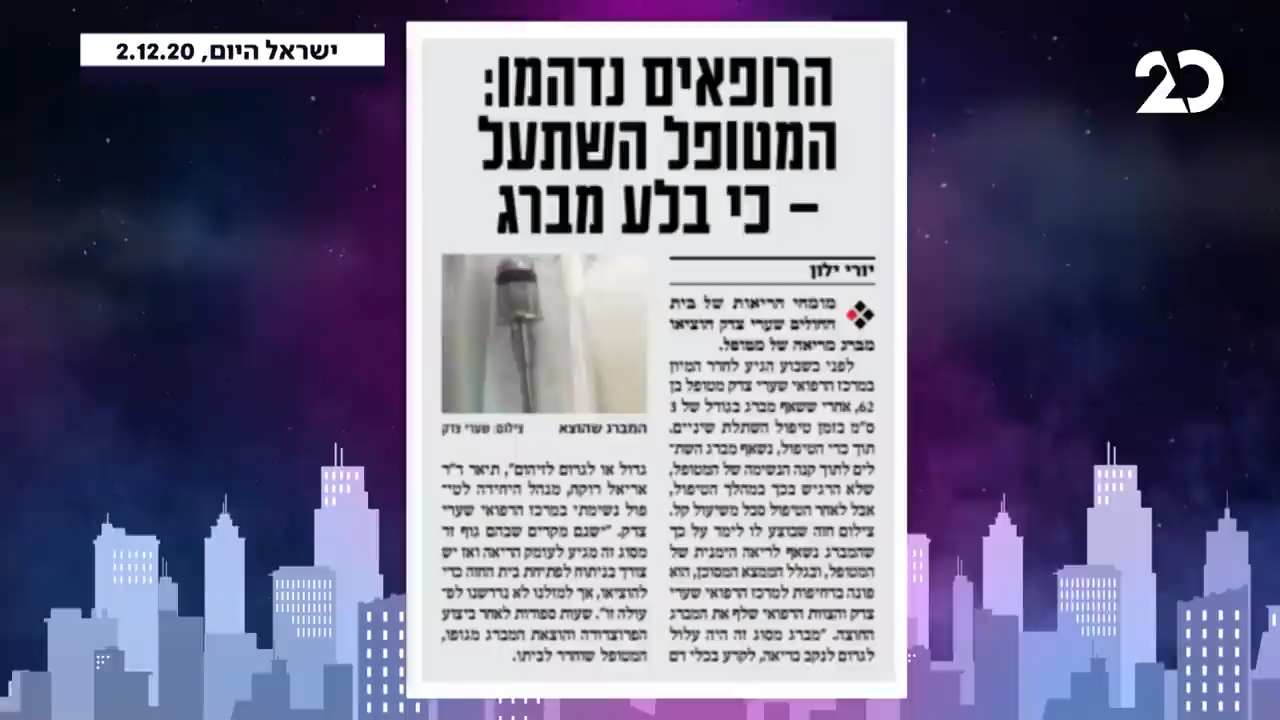 ישראל היום, 2.12.20
20
הרופאים נדהמו:
המטופל השתעל
– כי בלע מברג
יורי ילון
מומחי הריאות של בית
החולים שערי צדק הוציאו
מברג מריאה של מטופל.
לפני כשבוע הגיע לחדר המיון
במרכז הרפואי שערי צדק מטופל בן
62, אחרי ששאף מברג בגודל של 3
ס"מ בזמן טיפול השתלת שיניים.
תוך כדי הטיפול, נשאף מברג השת־
לים לתוך קנה הנשימה של המטופל,
שלא הרגיש בכך במהלך הטיפול,
אבל לאחר הטיפול סבל משיעול קל.
צילום חזה שבוצע לו לימד על כך
שהמברג נשאף לריאה הימנית של
המטופל, ובגלל הממצא המסוכן, הוא
פונה בדחיפות למרכז הרפואי שערי
צדק והצוות הרפואי שלף את המברג
החוצה. "מברג מסוג זה היה עלול
לגרום לנקב בריאה, לקרע בכלי דם
המברג שהוצא
צילום: שערי צדק
גדול או לגרום לזיהום", תיאר ד"ר
אריאל רוקח, מנהל היחידה לטי־
פול נשימתי במרכז הרפואי שערי
צדק. "ישנם מקרים שבהם גוף זר
מסוג זה מגיע לעומק הריאה ואז יש
צורך בניתוח לפתיחת בית החזה כדי
להוציאו, אך למזלנו לא נדרשנו לפ־
עולה זו". שעות ספורות לאחר ביצוע
הפרוצדורה והוצאת המברג מגופו,
המטופל שוחרר לביתו.